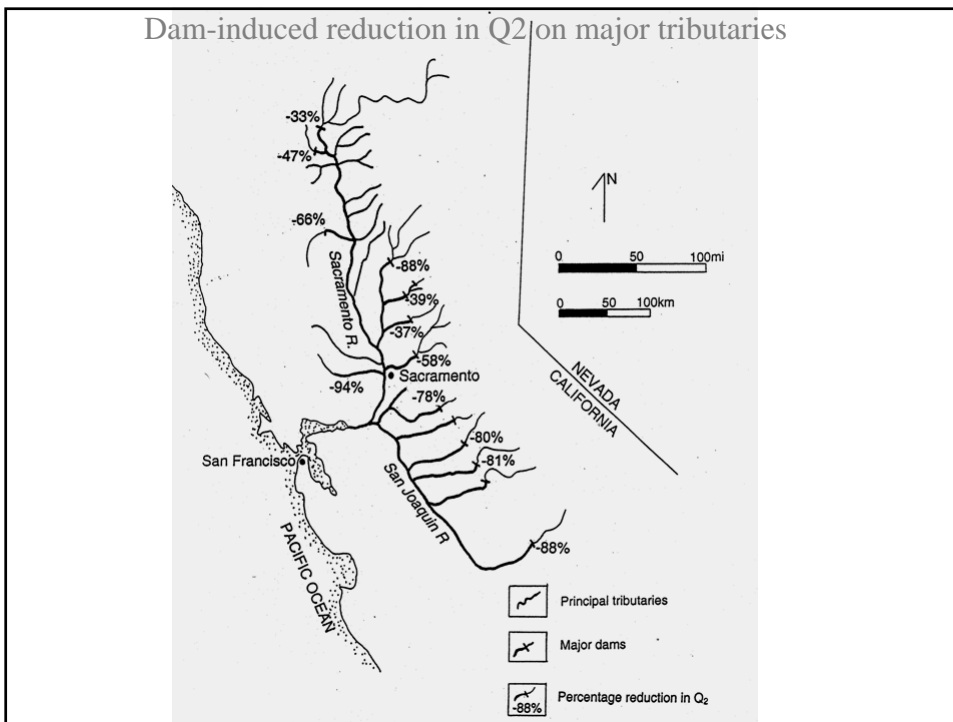 Dam-induced reduction in Q2 on major tributaries
-33%
-47%
-66%
-88%
-39%
-37%
-58%
-94%
Sacramento R.
Sacramento
-78%
-80%
-81%
-88%
San Francisco
San Joaquin R
PACIFIC OCEAN
N
0 50 100mi
0 50 100km
NEVADA
CALIFORNIA
Principal tributaries
Major dams
-88%
Percentage reduction in Q₂